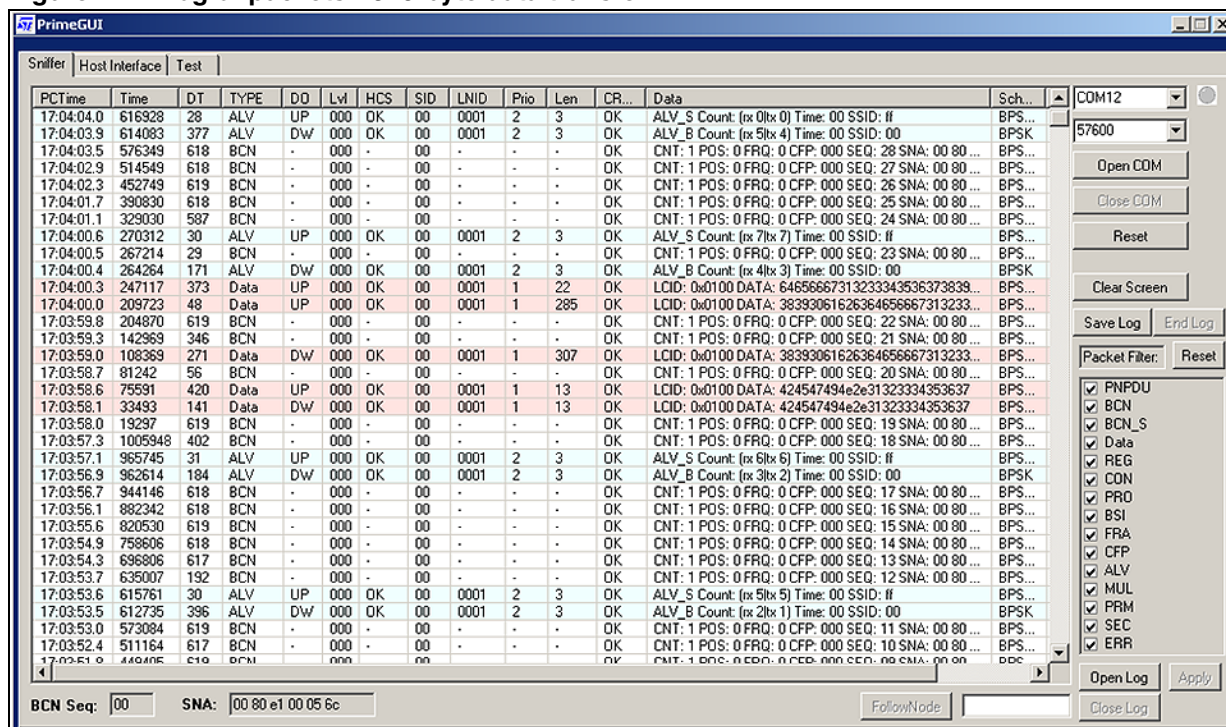 PrimeGUI
Sniffer Host Interface Test
PCTime Time DT TYPE DO Lvl HCS SID LNID Prio Len CR... Data Sch...
17:04:04.0 616928 28 ALV UP 000 OK 00 0001 2 3 OK ALV_S Count: (rx 0|tx 0) Time: 00 SSID: ff BPS...
17:04:03.9 614083 377 ALV DW 000 OK 00 0001 2 3 OK ALV_B Count: (rx 5|tx 4) Time: 00 SSID: 00 BPSK
17:04:03.5 576349 618 BCN - 000 - 00 - - - OK CNT: 1 POS: 0 FRQ: 0 CFP: 000 SEQ: 28 SNA: 00 80 ... BPS...
17:04:02.9 514549 618 BCN - 000 - 00 - - - OK CNT: 1 POS: 0 FRQ: 0 CFP: 000 SEQ: 27 SNA: 00 80 ... BPS...
17:04:02.3 452749 619 BCN - 000 - 00 - - - OK CNT: 1 POS: 0 FRQ: 0 CFP: 000 SEQ: 26 SNA: 00 80 ... BPS...
17:04:01.7 390830 618 BCN - 000 - 00 - - - OK CNT: 1 POS: 0 FRQ: 0 CFP: 000 SEQ: 25 SNA: 00 80 ... BPS...
17:04:01.1 329030 587 BCN - 000 - 00 - - - OK CNT: 1 POS: 0 FRQ: 0 CFP: 000 SEQ: 24 SNA: 00 80 ... BPS...
17:04:00.6 270312 30 ALV UP 000 OK 00 0001 2 3 OK ALV_S Count: (rx 7|tx 7) Time: 00 SSID: ff BPS...
17:04:00.5 267214 29 BCN - 000 - 00 - - - OK CNT: 1 POS: 0 FRQ: 0 CFP: 000 SEQ: 23 SNA: 00 80 ... BPS...
17:04:00.4 264264 171 ALV DW 000 OK 00 0001 2 3 OK ALV_B Count: (rx 4|tx 3) Time: 00 SSID: 00 BPSK
17:04:00.3 247117 373 Data UP 000 OK 00 0001 1 22 OK LCID: 0x0100 DATA: 64656667313233343536373839... BPS...
17:04:00.0 209723 48 Data UP 000 OK 00 0001 1 285 OK LCID: 0x0100 DATA: 383930616263646566673132 33... BPS...
17:03:59.8 204870 619 BCN - 000 - 00 - - - OK CNT: 1 POS: 0 FRQ: 0 CFP: 000 SEQ: 22 SNA: 00 80 ... BPS...
17:03:59.3 142969 346 BCN - 000 - 00 - - - OK CNT: 1 POS: 0 FRQ: 0 CFP: 000 SEQ: 21 SNA: 00 80 ... BPS...
17:03:59.0 108369 271 Data DW 000 OK 00 0001 1 307 OK LCID: 0x0100 DATA: 38393061626364656667313233... BPS...
17:03:58.7 81242 56 BCN - 000 - 00 - - - OK CNT: 1 POS: 0 FRQ: 0 CFP: 000 SEQ: 20 SNA: 00 80 ... BPS...
17:03:58.6 75591 420 Data UP 000 OK 00 0001 1 13 OK LCID: 0x0100 DATA: 424547494e2e31323334353637 BPS...
17:03:58.1 33493 141 Data DW 000 OK 00 0001 1 13 OK LCID: 0x0100 DATA: 424547494e2e31323334353637 BPS...
17:03:58.0 19297 619 BCN - 000 - 00 - - - OK CNT: 1 POS: 0 FRQ: 0 CFP: 000 SEQ: 19 SNA: 00 80 ... BPS...
17:03:57.3 1005948 402 BCN - 000 - 00 - - - OK CNT: 1 POS: 0 FRQ: 0 CFP: 000 SEQ: 18 SNA: 00 80 ... BPS...
17:03:57.1 965745 31 ALV UP 000 OK 00 0001 2 3 OK ALV_S Count: (rx 6|tx 6) Time: 00 SSID: ff BPS...
17:03:56.9 962614 184 ALV DW 000 OK 00 0001 2 3 OK ALV_B Count: (rx 3|tx 2) Time: 00 SSID: 00 BPSK
17:03:56.7 944146 618 BCN - 000 - 00 - - - OK CNT: 1 POS: 0 FRQ: 0 CFP: 000 SEQ: 17 SNA: 00 80 ... BPS...
17:03:56.1 882342 618 BCN - 000 - 00 - - - OK CNT: 1 POS: 0 FRQ: 0 CFP: 000 SEQ: 16 SNA: 00 80 ... BPS...
17:03:55.6 820530 619 BCN - 000 - 00 - - - OK CNT: 1 POS: 0 FRQ: 0 CFP: 000 SEQ: 15 SNA: 00 80 ... BPS...
17:03:54.9 758606 618 BCN - 000 - 00 - - - OK CNT: 1 POS: 0 FRQ: 0 CFP: 000 SEQ: 14 SNA: 00 80 ... BPS...
17:03:54.3 696806 617 BCN - 000 - 00 - - - OK CNT: 1 POS: 0 FRQ: 0 CFP: 000 SEQ: 13 SNA: 00 80 ... BPS...
17:03:53.7 635007 192 BCN - 000 - 00 - - - OK CNT: 1 POS: 0 FRQ: 0 CFP: 000 SEQ: 12 SNA: 00 80 ... BPS...
17:03:53.6 615761 30 ALV UP 000 OK 00 0001 2 3 OK ALV_S Count: (rx 5|tx 5) Time: 00 SSID: ff BPS...
17:03:53.5 612735 396 ALV DW 000 OK 00 0001 2 3 OK ALV_B Count: (rx 2|tx 1) Time: 00 SSID: 00 BPSK
17:03:53.0 573084 619 BCN - 000 - 00 - - - OK CNT: 1 POS: 0 FRQ: 0 CFP: 000 SEQ: 11 SNA: 00 80 ... BPS...
17:03:52.4 511164 617 BCN - 000 - 00 - - - OK CNT: 1 POS: 0 FRQ: 0 CFP: 000 SEQ: 10 SNA: 00 80 ... BPS...
COM12
57600
Open COM
Close COM
Reset
Clear Screen
Save Log End Log
Packet Filter: Reset
PNPDU
BCN
BCN_S
Data
REG
CON
PRO
BSI
FRA
CFP
ALV
MUL
PRM
SEC
ERR
Open Log Apply
Close Log
BCN Seq: 00 SNA: 00 80 e1 00 05 6c FollowNode